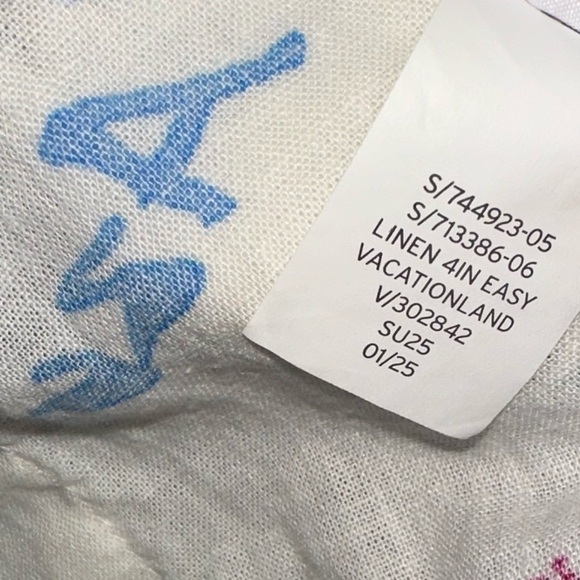 S/744923-05
S/713386-06
LINEN 4IN EASY
VACATIONLAND
V/302842
SU25
01/25